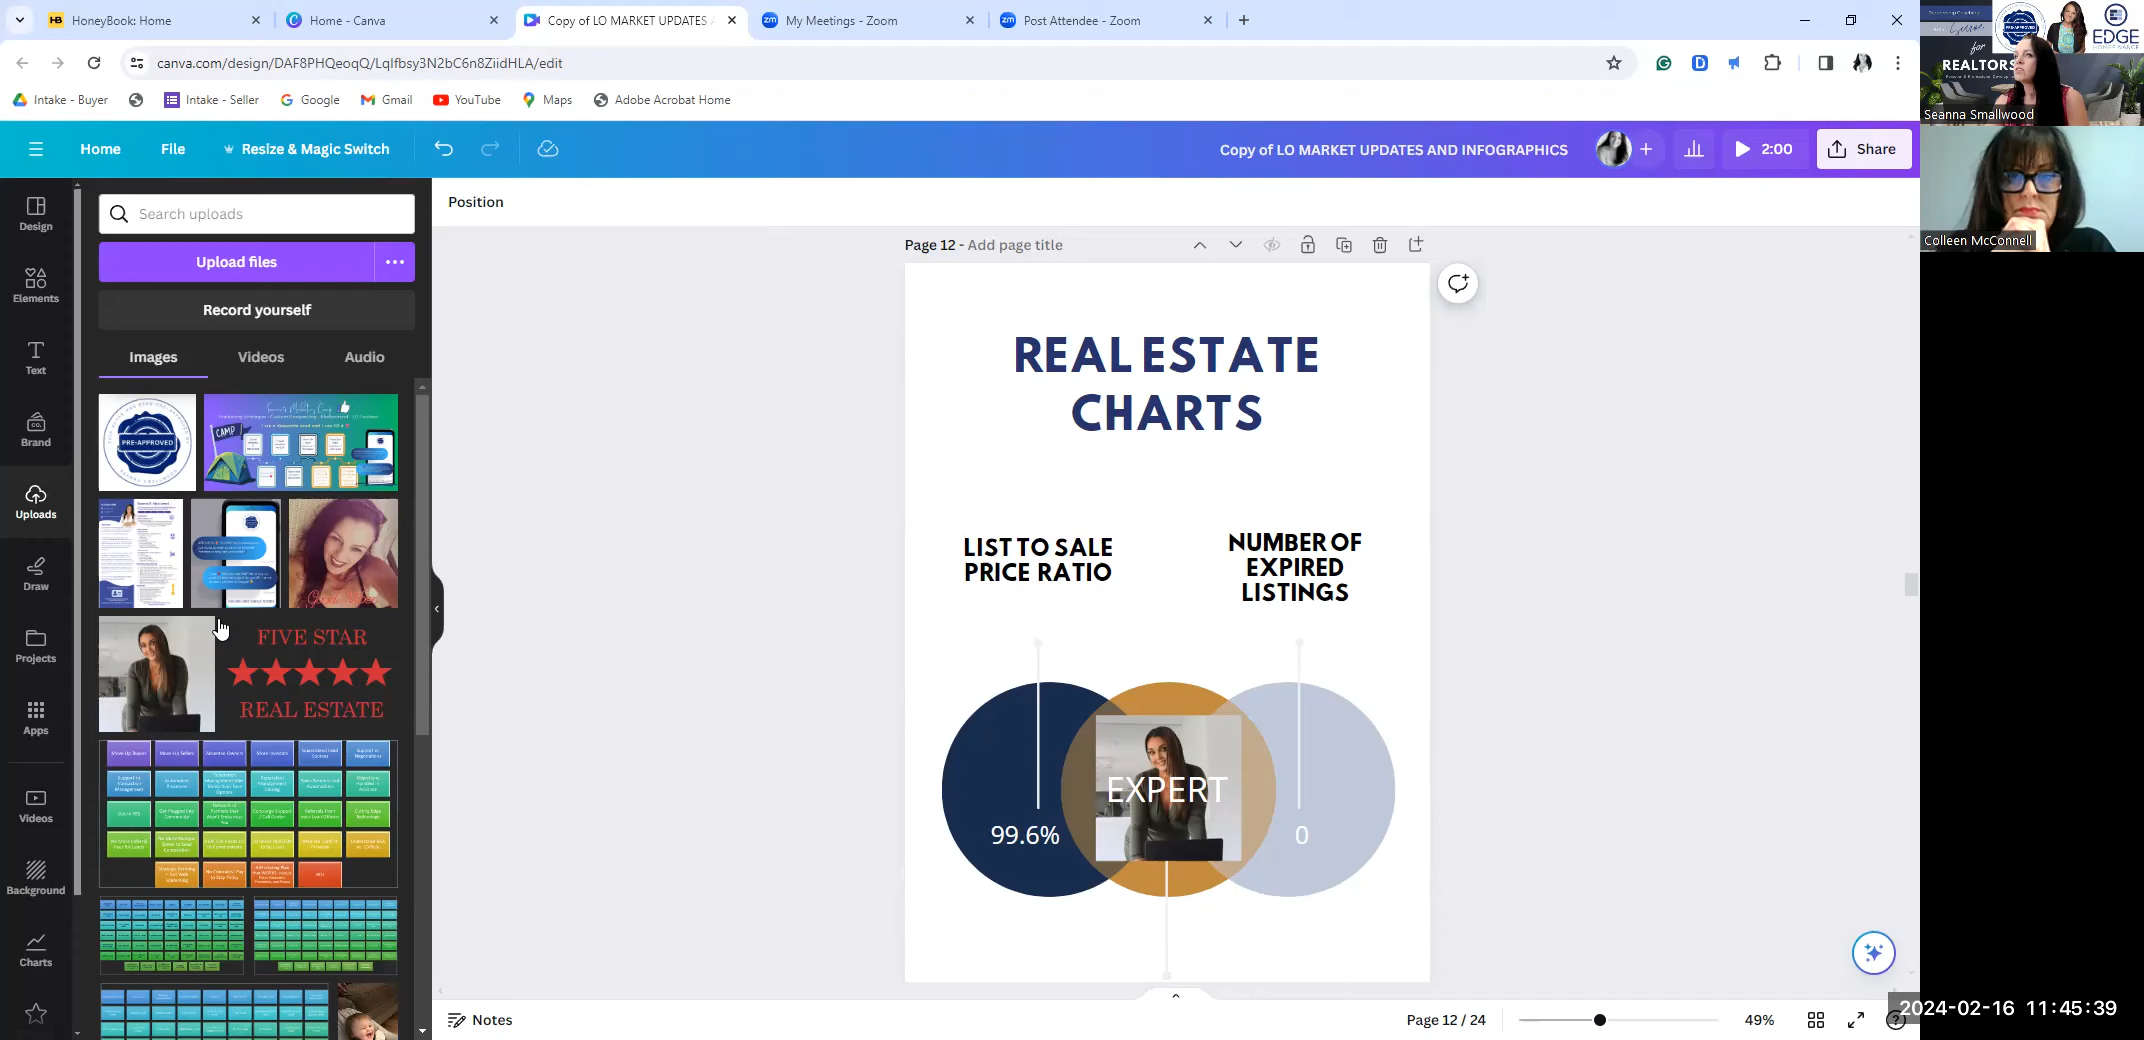 HoneyBook: Home
Home - Canva
Copy of LO MARKET UPDATES A
My Meetings - Zoom
Post Attendee - Zoom
canva.com/design/DAF8PHQeoqQ/LqIfbsy3N2bC6n8ZiidHLA/edit
Intake - Buyer
Intake - Seller
Google
Gmail
YouTube
Maps
Adobe Acrobat Home
Home
File
Resize & Magic Switch
Copy of LO MARKET UPDATES AND INFOGRAPHICS
2:00
Share
Design
Elements
Text
Brand
Uploads
Draw
Projects
Apps
Videos
Background
Charts
Search uploads
Upload files
Record yourself
Images
Videos
Audio
PRE-APPROVED
CAMP
FIVE STAR
REAL ESTATE
Position
Page 12 - Add page title
REAL ESTATE
CHARTS
LIST TO SALE
PRICE RATIO
NUMBER OF
EXPIRED
LISTINGS
EXPERT
99.6%
0
Notes
Page 12 / 24
49%
for
REALTORS
PRE-APPROVED
EDGE
Seanna Smallwood
Colleen McConnell
2024-02-16 11:45:39